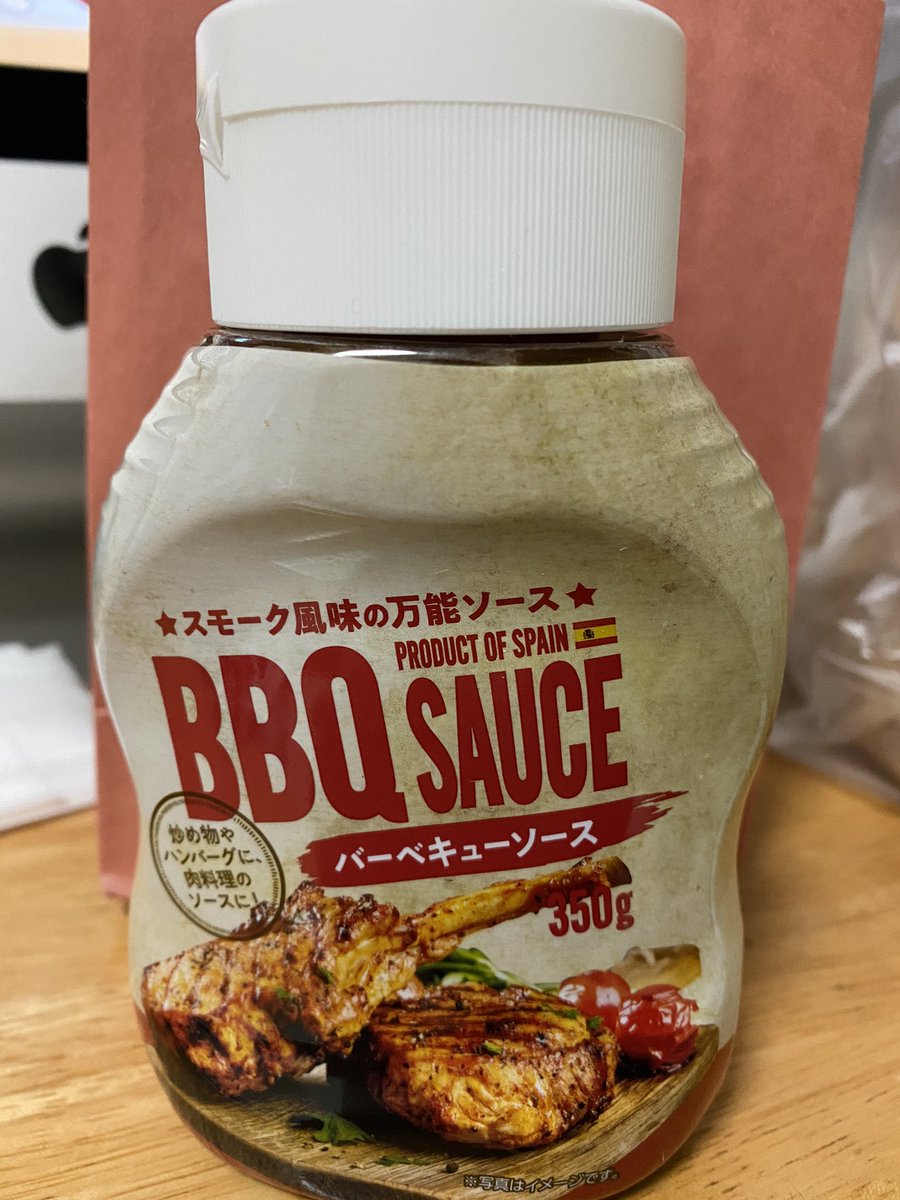 ★スモーク風味の万能ソース★
PRODUCT OF SPAIN
BBQ SAUCE
バーベキューソース
炒め物や
ハンバーグに、
肉料理の
ソースに!
350g
※写真はイメージです。